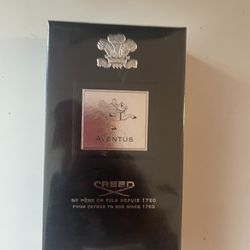 AVENTUS
CREED
DE PÈRE EN FILS DEPUIS 1760
FROM FATHER TO SON SINCE 1760